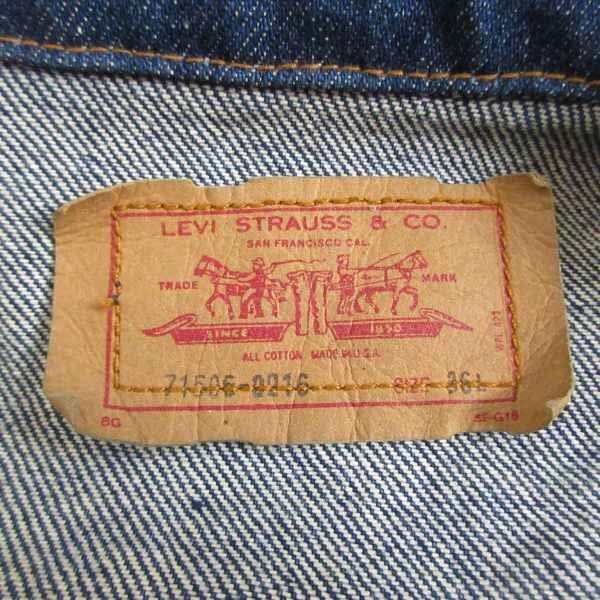 LEVI STRAUSS & CO.
SAN FRANCISCO CAL.
TRADE MARK
SINCE 1850
ALL COTTON MADE IN U.S.A.
71506-0216 SIZE 36L
8G